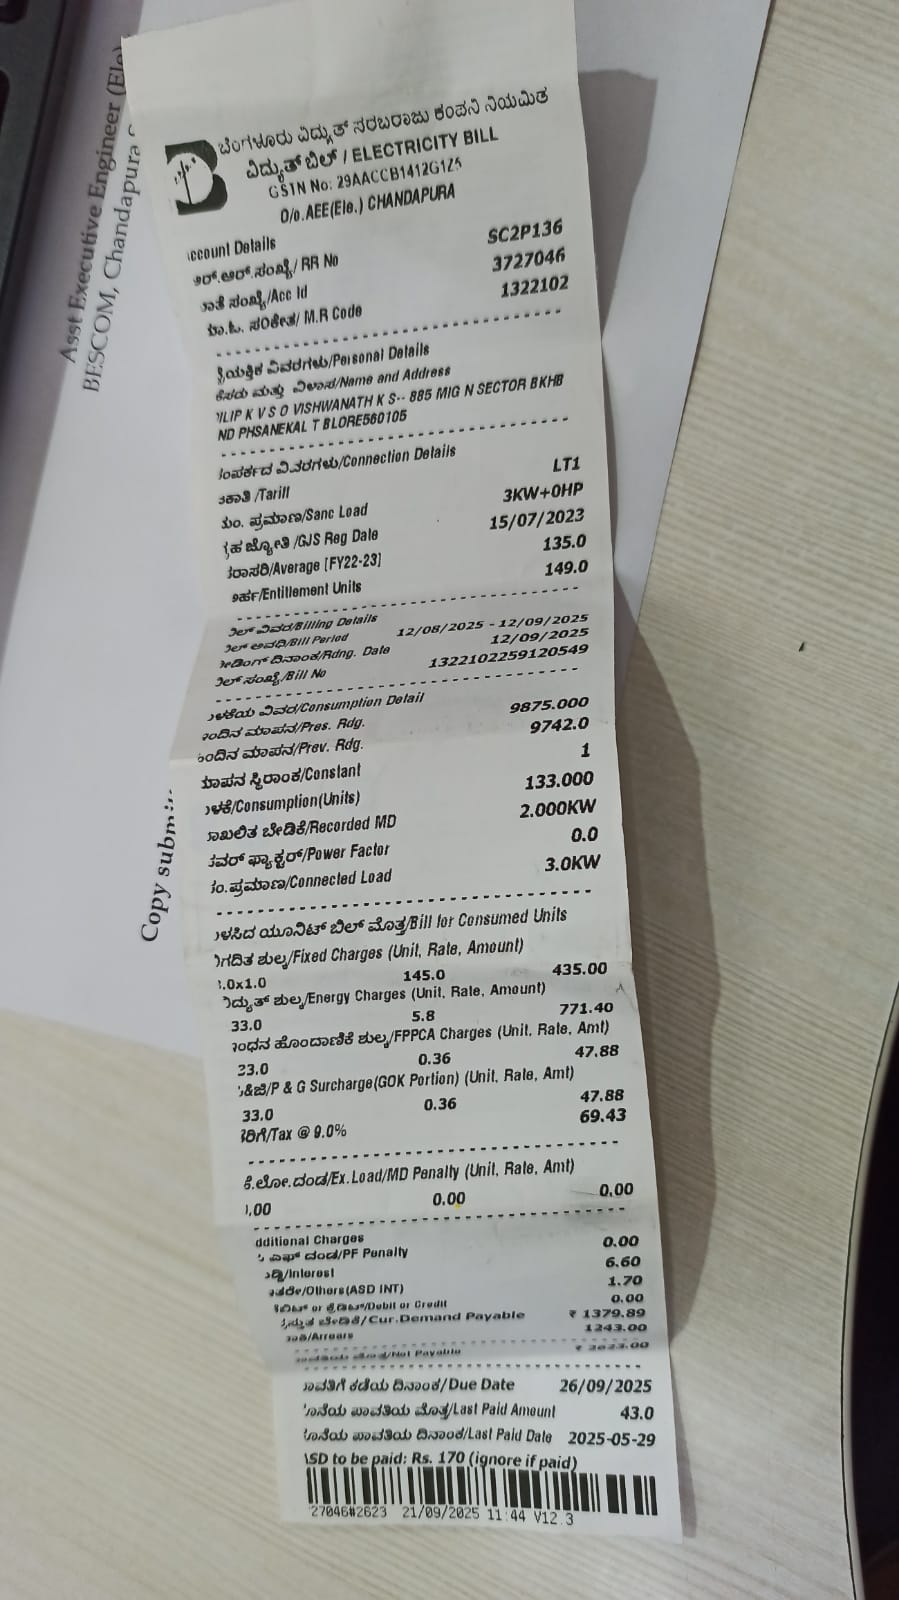 Asst Executive Engineer (Ele)
BESCOM, Chandapura
Copy
ಬೆಂಗಳೂರು ವಿದ್ಯುತ್ ಸರಬರಾಜು ಕಂಪನಿ ನಿಯಮಿತ
ವಿದ್ಯುತ್ ಬಿಲ್ / ELECTRICITY BILL
GSTN No: 29AACCB1412G1Z5
O/o.AEE(Ele.) CHANDAPURA
ccount Details
ಆರ್.ಆರ್.ಸಂಖ್ಯೆ/ RR No SC2P136
ಾತೆ ಸಂಖ್ಯೆ/Acc Id 3727046
ಮಾ.ಓ. ಸಂಕೇತ/ M.R Code 1322102
ೈಯಕ್ತಿಕ ವಿವರಗಳು/Personal Details
ಹೆಸರು ಮತ್ತು ವಿಳಾಸ/Name and Address
ILIP K V S O VISHWANATH K S-- 885 MIG N SECTOR BKHB
ND PHSANEKAL T BLORE560105
ಸಂಪರ್ಕದ ವಿವರಗಳು/Connection Details
ಜಕಾತಿ /Tariff LT1
ಮಂ. ಪ್ರಮಾಣ/Sanc Load 3KW+0HP
ೃಹ ಜ್ಯೋತಿ /GJS Reg Date 15/07/2023
ಸರಾಸರಿ/Average [FY22-23] 135.0
ಅರ್ಹ/Entitlement Units 149.0
ಿಲ್ ವಿವರ/Billing Details
ಿಲ್ ಅವಧಿ/Bill Period 12/08/2025 - 12/09/2025
ೀಡಿಂಗ್ ದಿನಾಂಕ/Rdng. Date 12/09/2025
ಿಲ್ ಸಂಖ್ಯೆ/Bill No 1322102259120549
ಳಕೆಯ ವಿವರ/Consumption Detail
ಂದಿನ ಮಾಪನ/Pres. Rdg. 9875.000
ಂದಿನ ಮಾಪನ/Prev. Rdg. 9742.0
ಮಾಪನ ಸ್ಥಿರಾಂಕ/Constant 1
ಳಕೆ/Consumption(Units) 133.000
ಾಖಲಿತ ಬೇಡಿಕೆ/Recorded MD 2.000KW
ಪವರ್ ಫ್ಯಾಕ್ಟರ್/Power Factor 0.0
ಸಂ.ಪ್ರಮಾಣ/Connected Load 3.0KW
ಳಸಿದ ಯೂನಿಟ್ ಬಿಲ್ ಮೊತ್ತ/Bill for Consumed Units
ಿಗದಿತ ಶುಲ್ಕ/Fixed Charges (Unit, Rate, Amount)
.0x1.0 145.0 435.00
ಿದ್ಯುತ್ ಶುಲ್ಕ/Energy Charges (Unit, Rate, Amount)
33.0 5.8 771.40
ಇಂಧನ ಹೊಂದಾಣಿಕೆ ಶುಲ್ಕ/FPPCA Charges (Unit, Rate, Amt)
33.0 0.36 47.88
&ಜಿ/P & G Surcharge(GOK Portion) (Unit, Rate, Amt)
33.0 0.36 47.88
ತೆರಿಗೆ/Tax @ 9.0% 69.43
ಕಿ.ಲೋ.ದಂಡ/Ex.Load/MD Penalty (Unit, Rate, Amt)
.00 0.00 0.00
dditional Charges
ಎಫ್ ದಂಡ/PF Penalty 0.00
ಡ್ಡಿ/Interest 6.60
ತರೇ/Others(ASD INT) 1.70
ಡೆಬಿಟ್ or ಕ್ರೆಡಿಟ್/Debit or Credit 0.00
ಬೇಡಿಕೆ/ Cur.Demand Payable ₹ 1379.89
ಾಕಿ/Arrears 1243.00
ಾವತಿಯ ಮೊತ್ತ/Net Payable ₹ 2623.00
ಾವತಿಗೆ ಕಡೆಯ ದಿನಾಂಕ/Due Date 26/09/2025
ೊನೆಯ ಪಾವತಿಯ ಮೊತ್ತ/Last Paid Amount 43.0
ೊನೆಯ ಪಾವತಿಯ ದಿನಾಂಕ/Last Paid Date 2025-05-29
ASD to be paid: Rs. 170 (ignore if paid)
27046#2623 21/09/2025 11:44 V12.3